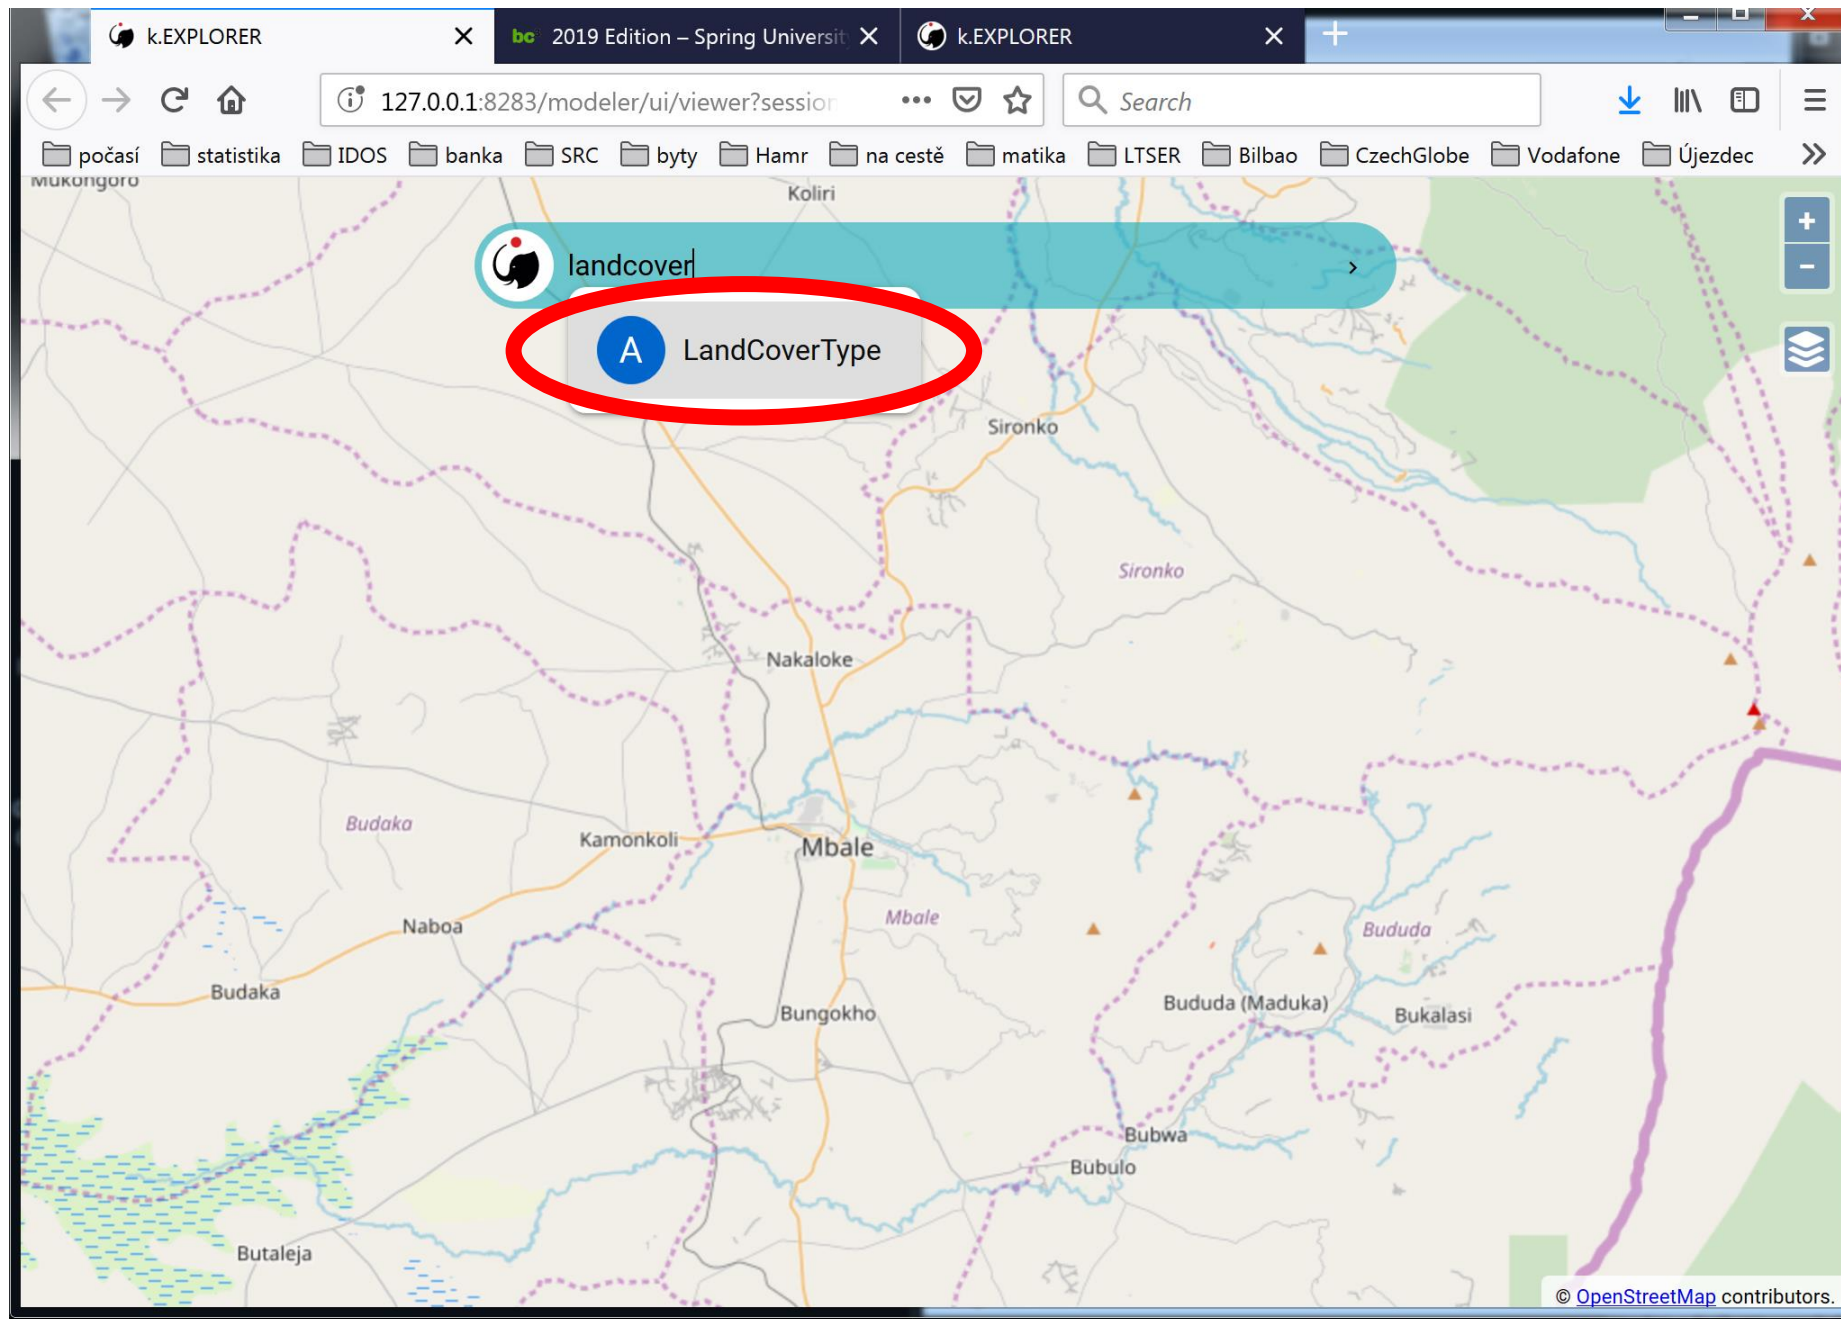 k.EXPLORER
bc 2019 Edition – Spring Universit
k.EXPLORER
127.0.0.1:8283/modeler/ui/viewer?session
Search
počasí statistika IDOS banka SRC byty Hamr na cestě matika LTSER Bilbao CzechGlobe Vodafone Újezdec
Mukongoro
Koliri
landcover
A LandCoverType
Sironko
Sironko
Nakaloke
Budaka
Kamonkoli
Mbale
Naboa
Mbale
Bududa
Budaka
Bungokho
Bududa (Maduka)
Bukalasi
Bubwa
Bubulo
Butaleja
© OpenStreetMap contributors.